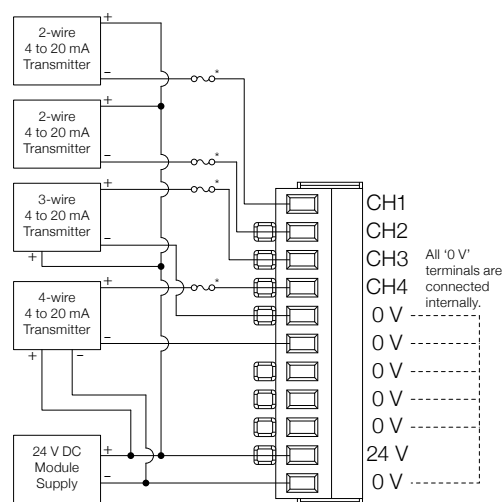 +
2-wire
4 to 20 mA
Transmitter
–
*
+
2-wire
4 to 20 mA
Transmitter
–
*
+
3-wire
4 to 20 mA
Transmitter
–
+
*
+
4-wire
4 to 20 mA
Transmitter
–
+
–
*
24 V DC
Module
Supply
+
–
CH1
CH2
CH3
CH4
0 V
0 V
0 V
0 V
0 V
24 V
0 V
All ‘0 V’
terminals are
connected
internally.